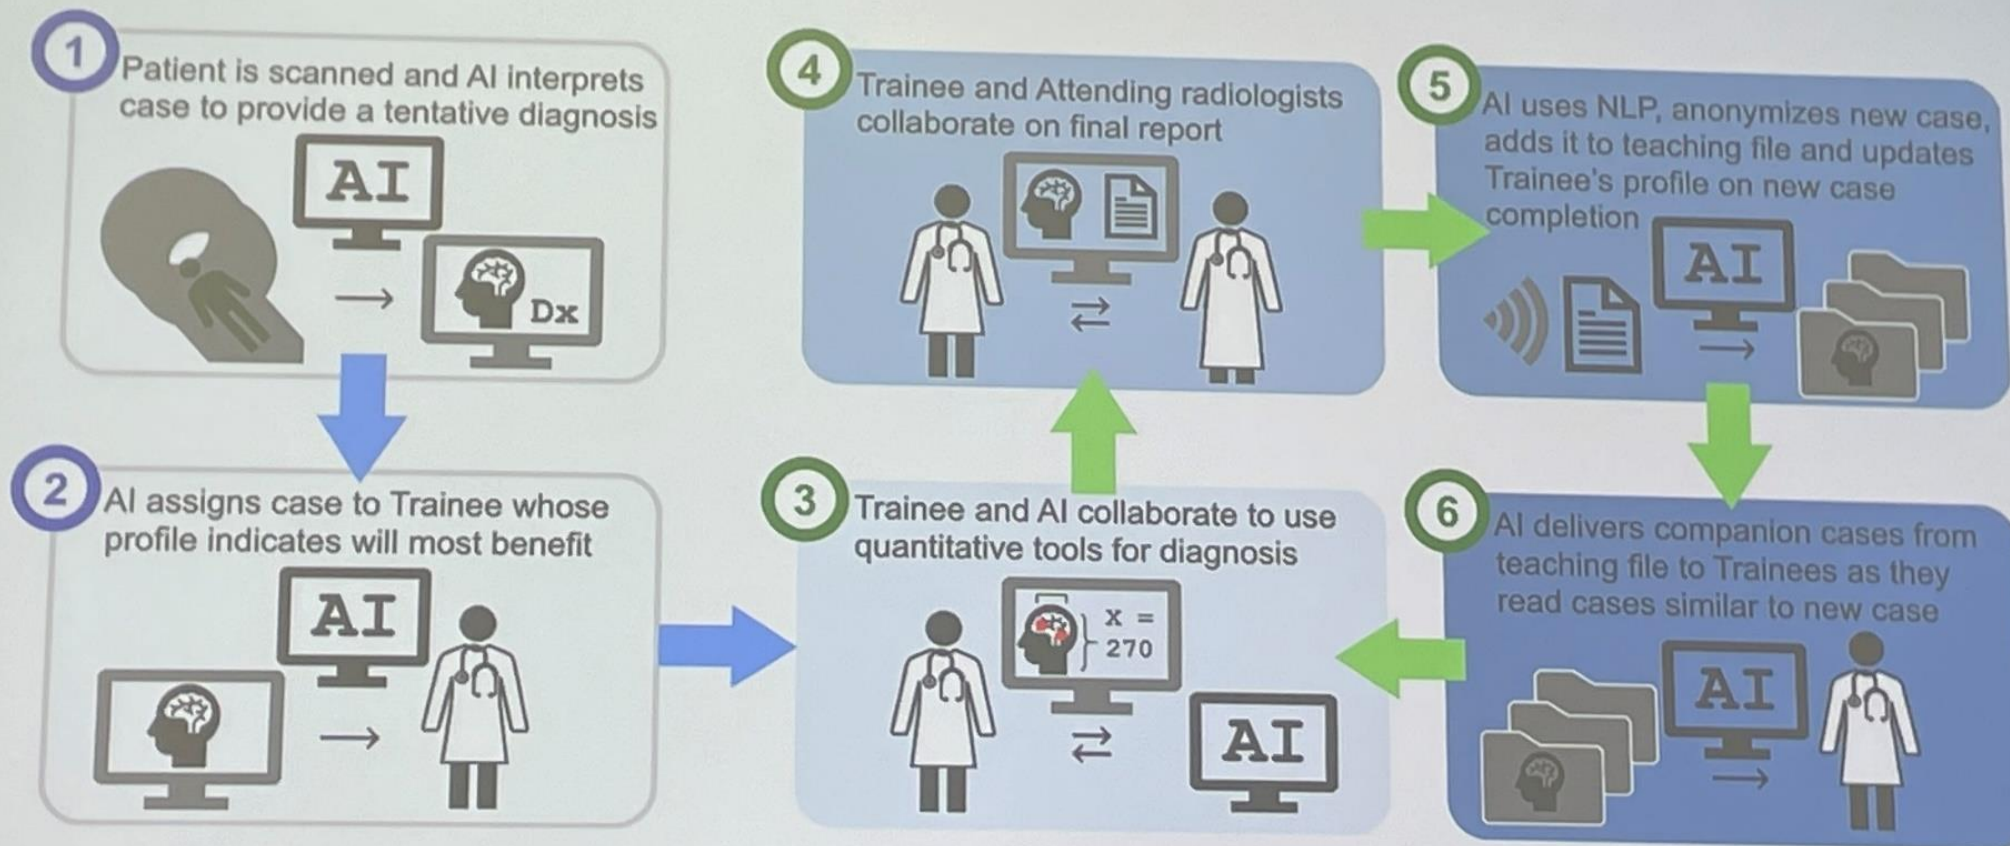 1
Patient is scanned and AI interprets
case to provide a tentative diagnosis
AI
Dx
2
AI assigns case to Trainee whose
profile indicates will most benefit
AI
3
Trainee and AI collaborate to use
quantitative tools for diagnosis
x =
270
AI
4
Trainee and Attending radiologists
collaborate on final report
5
AI uses NLP, anonymizes new case,
adds it to teaching file and updates
Trainee's profile on new case
completion
AI
6
AI delivers companion cases from
teaching file to Trainees as they
read cases similar to new case
AI